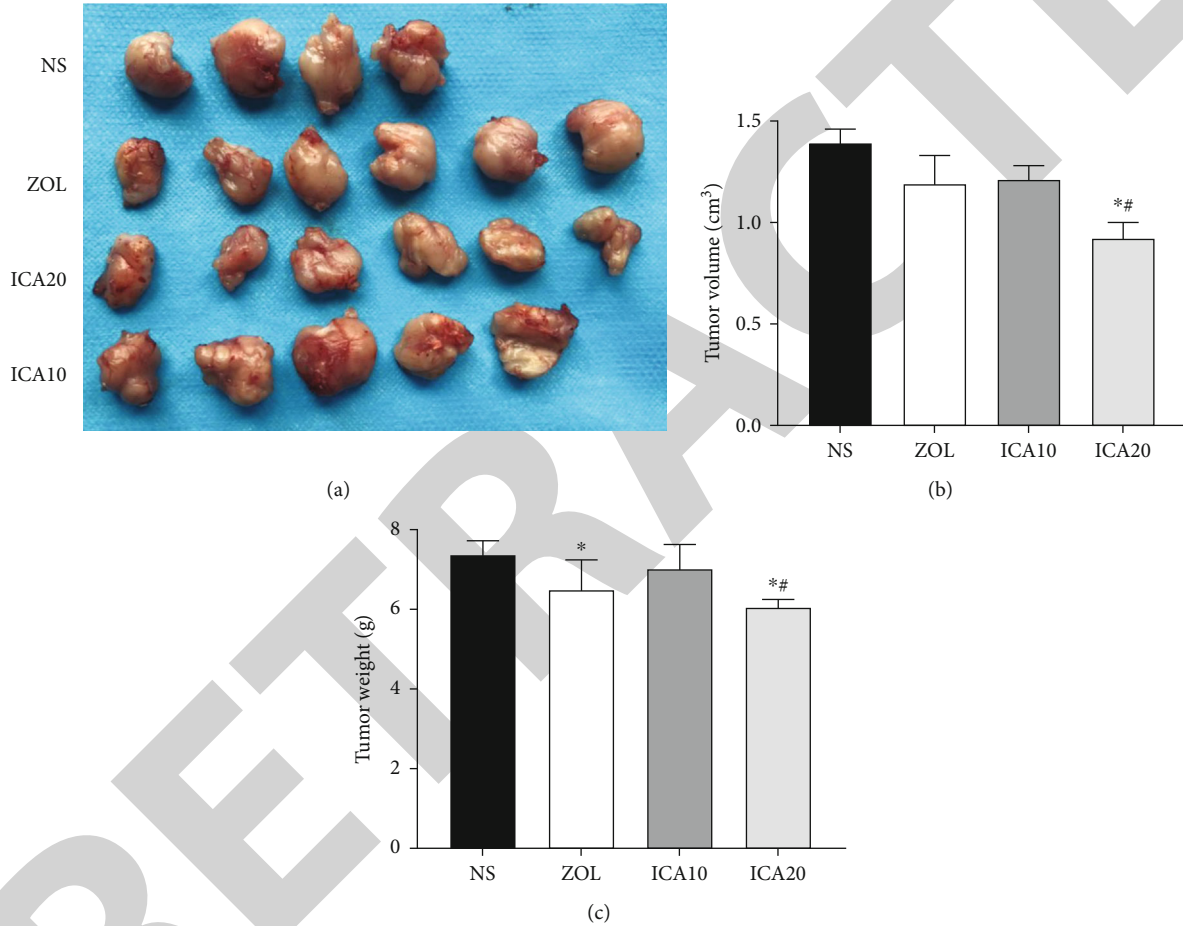 NS
ZOL
ICA20
ICA10
(a)
Tumor volume (cm³)
1.5
1.0
0.5
0.0
*#
NS ZOL ICA10 ICA20
(b)
Tumor weight (g)
8
6
4
2
0
*
*#
NS ZOL ICA10 ICA20
(c)
RETRACTE